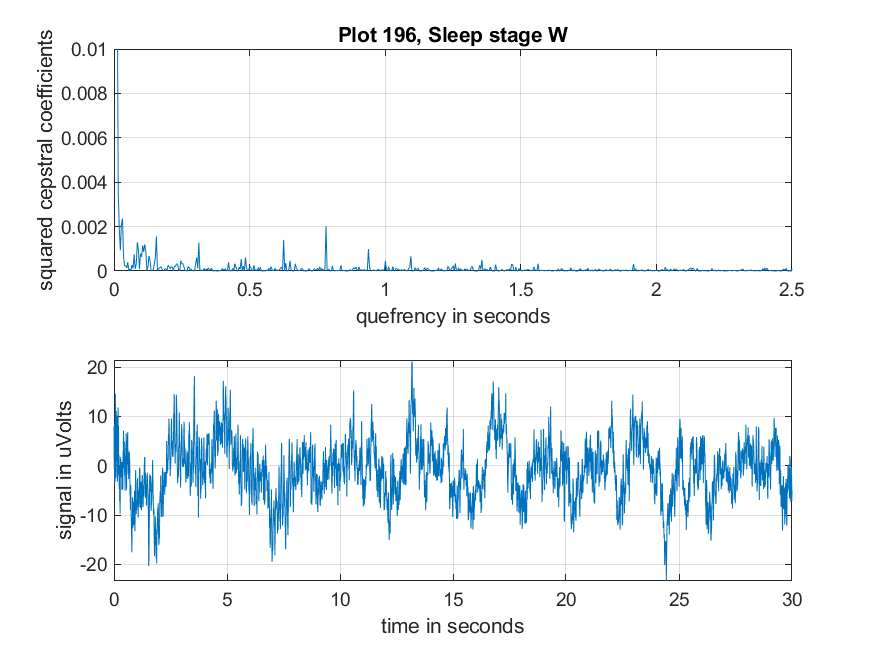 Plot 196, Sleep stage W
squared cepstral coefficients
0.01
0.008
0.006
0.004
0.002
0
0 0.5 1 1.5 2 2.5
quefrency in seconds
signal in uVolts
20
10
0
-10
-20
0 5 10 15 20 25 30
time in seconds